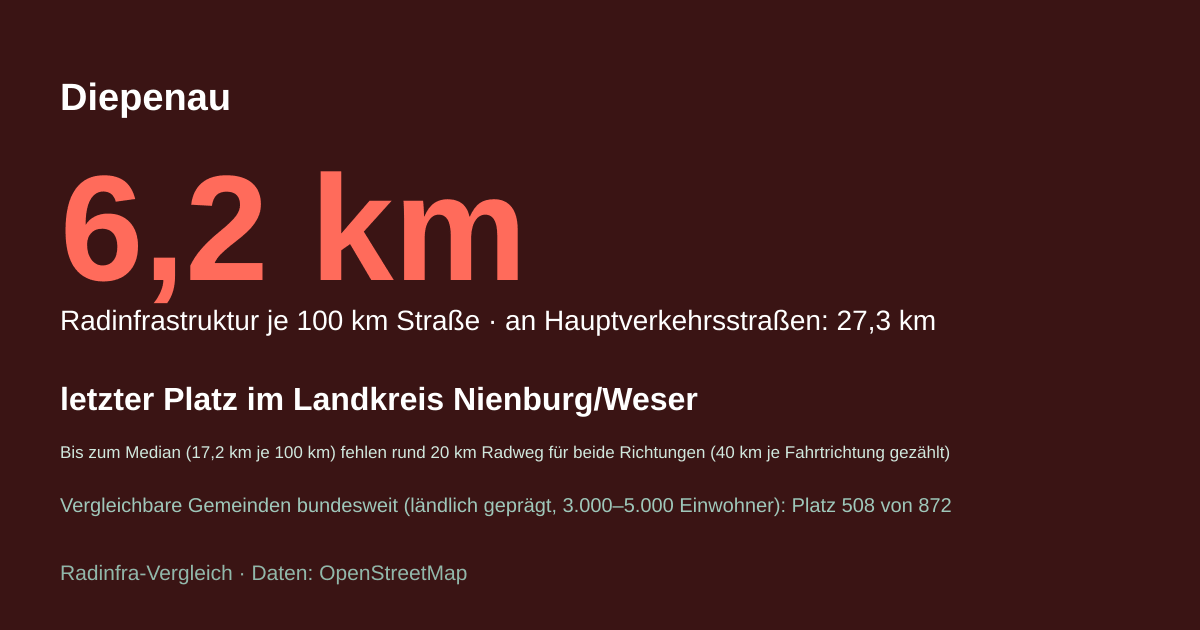 Diepenau
6,2 km
Radinfrastruktur je 100 km Straße · an Hauptverkehrsstraßen: 27,3 km
letzter Platz im Landkreis Nienburg/Weser
Bis zum Median (17,2 km je 100 km) fehlen rund 20 km Radweg für beide Richtungen (40 km je Fahrtrichtung gezählt)
Vergleichbare Gemeinden bundesweit (ländlich geprägt, 3.000–5.000 Einwohner): Platz 508 von 872
Radinfra-Vergleich · Daten: OpenStreetMap